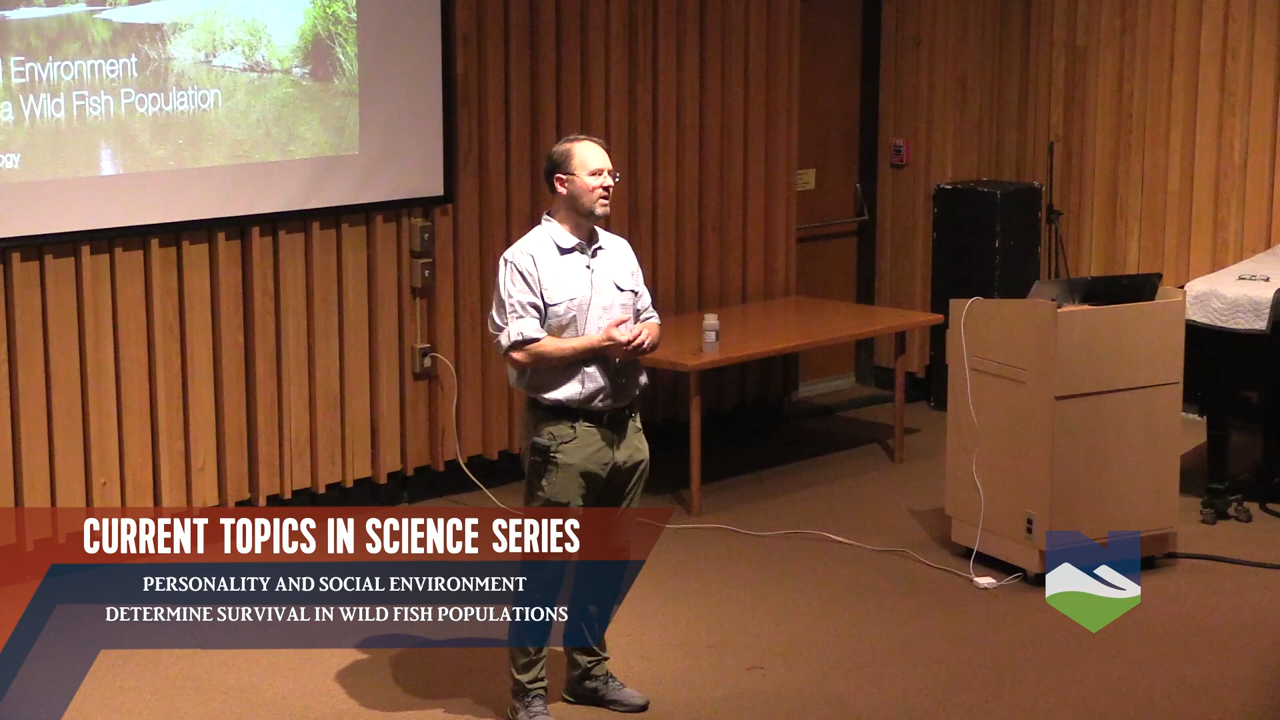 Environment
a Wild Fish Population
ogy
CURRENT TOPICS IN SCIENCE SERIES
PERSONALITY AND SOCIAL ENVIRONMENT
DETERMINE SURVIVAL IN WILD FISH POPULATIONS